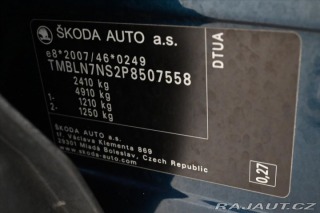 ŠKODA AUTO a.s.
e8*2007/46*0249
TMBLN7NS2P8507558
2410 kg
4910 kg
1- 1210 kg
2- 1250 kg
ŠKODA AUTO a.s.
tř. Václava Klementa 869
29301 Mladá Boleslav, Czech Republic
www.skoda-auto.com
DTUA
0,27
RAJAUT.CZ